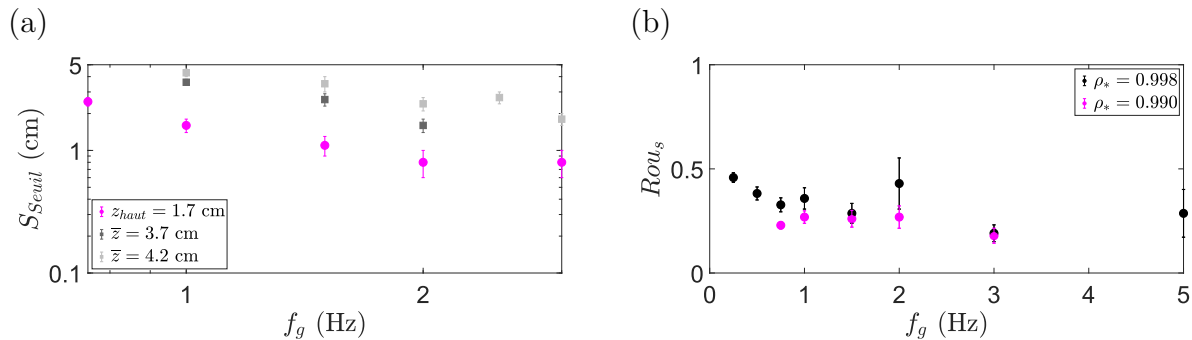 (a)
5
1
0.1
S_Seuil (cm)
z_haut = 1.7 cm
z̅ = 3.7 cm
z̅ = 4.2 cm
1 2
f_g (Hz)
(b)
1
0.5
0
Rou_s
ρ_* = 0.998
ρ_* = 0.990
0 1 2 3 4 5
f_g (Hz)